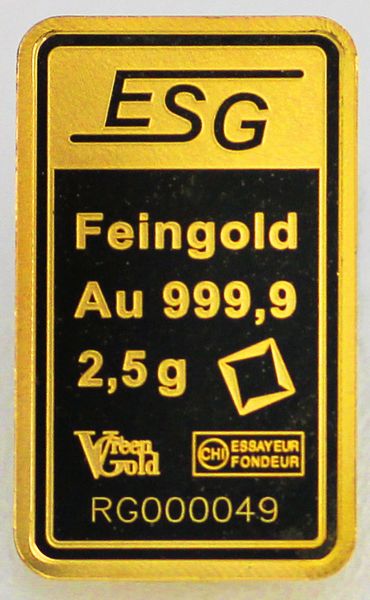 ESG
Feingold
Au 999,9
2,5 g
Green
Gold
CHI ESSAYEUR
FONDEUR
RG000049